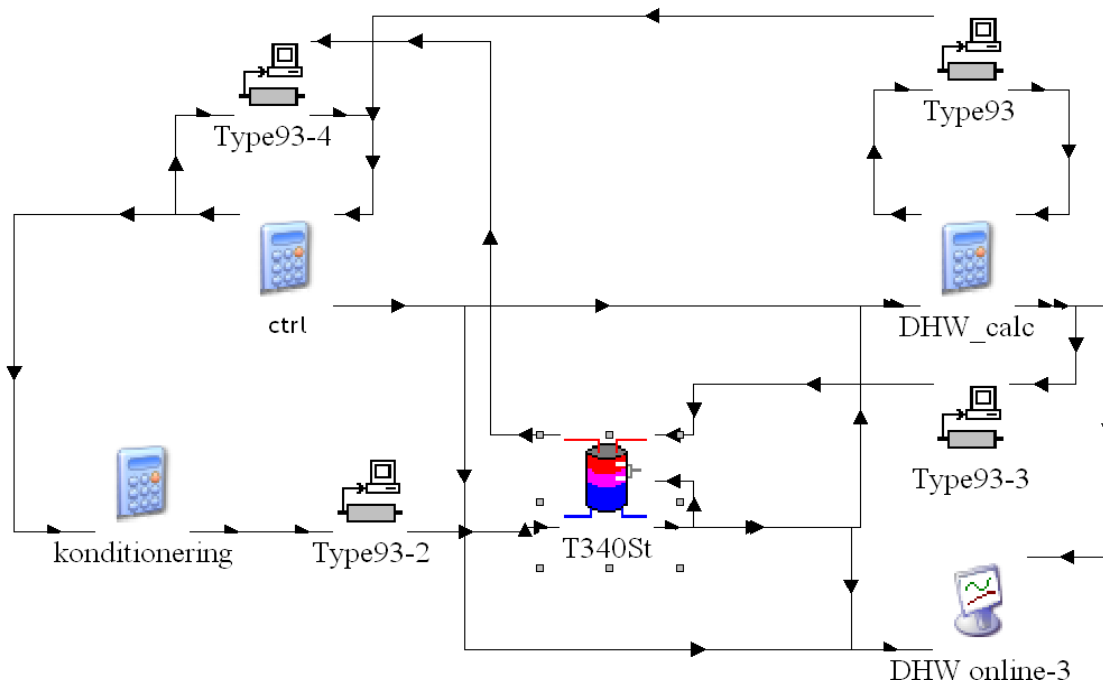 Type93
Type93-4
ctrl
DHW_calc
Type93-3
konditionering
Type93-2
T340St
DHW online-3